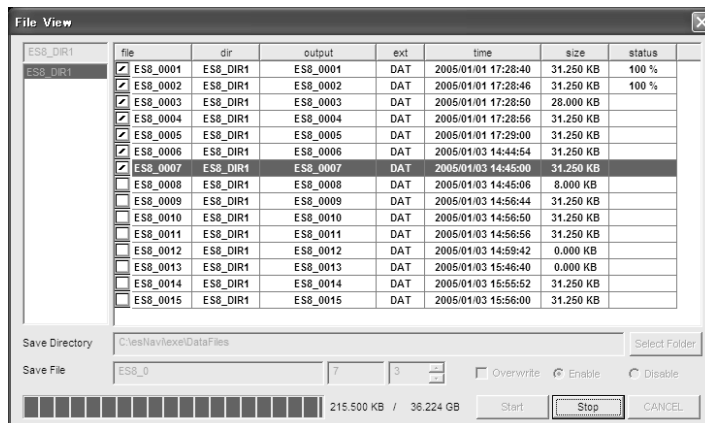 File View
ES8_DIR1
ES8_DIR1
file dir output ext time size status
ES8_0001 ES8_DIR1 ES8_0001 DAT 2005/01/01 17:28:40 31.250 KB 100 %
ES8_0002 ES8_DIR1 ES8_0002 DAT 2005/01/01 17:28:46 31.250 KB 100 %
ES8_0003 ES8_DIR1 ES8_0003 DAT 2005/01/01 17:28:50 28.000 KB
ES8_0004 ES8_DIR1 ES8_0004 DAT 2005/01/01 17:28:56 31.250 KB
ES8_0005 ES8_DIR1 ES8_0005 DAT 2005/01/01 17:29:00 31.250 KB
ES8_0006 ES8_DIR1 ES8_0006 DAT 2005/01/03 14:44:54 31.250 KB
ES8_0007 ES8_DIR1 ES8_0007 DAT 2005/01/03 14:45:00 31.250 KB
ES8_0008 ES8_DIR1 ES8_0008 DAT 2005/01/03 14:45:06 8.000 KB
ES8_0009 ES8_DIR1 ES8_0009 DAT 2005/01/03 14:56:44 31.250 KB
ES8_0010 ES8_DIR1 ES8_0010 DAT 2005/01/03 14:56:50 31.250 KB
ES8_0011 ES8_DIR1 ES8_0011 DAT 2005/01/03 14:56:56 31.250 KB
ES8_0012 ES8_DIR1 ES8_0012 DAT 2005/01/03 14:59:42 0.000 KB
ES8_0013 ES8_DIR1 ES8_0013 DAT 2005/01/03 15:46:40 0.000 KB
ES8_0014 ES8_DIR1 ES8_0014 DAT 2005/01/03 15:55:52 31.250 KB
ES8_0015 ES8_DIR1 ES8_0015 DAT 2005/01/03 15:56:00 31.250 KB
Save Directory C:\esNavi\exe\DataFiles Select Folder
Save File ES8_0 7 3 Overwrite Enable Disable
215.500 KB / 36.224 GB Start Stop CANCEL